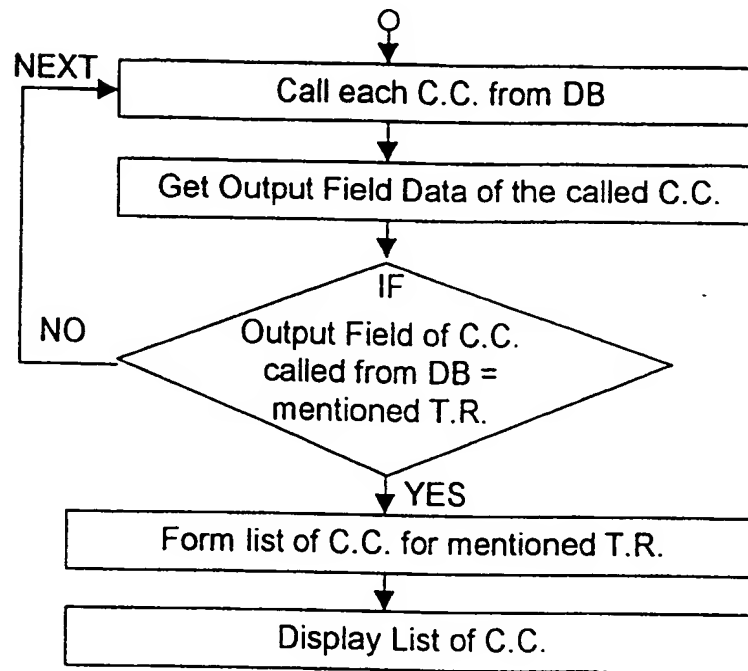 NEXT
Call each C.C. from DB
Get Output Field Data of the called C.C.
IF
Output Field of C.C.
called from DB =
mentioned T.R.
NO
YES
Form list of C.C. for mentioned T.R.
Display List of C.C.